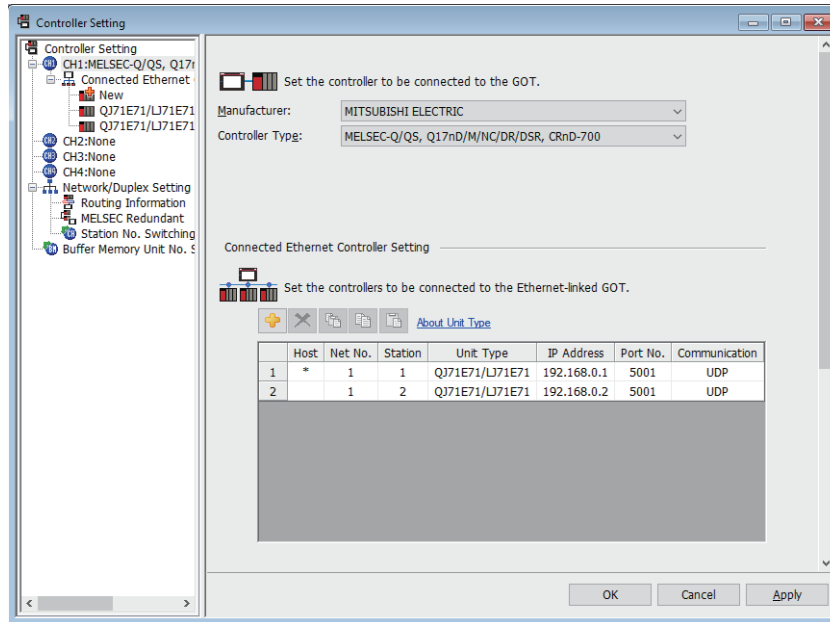 Controller Setting
Controller Setting
CH1:MELSEC-Q/QS, Q17n
Connected Ethernet
New
QJ71E71/LJ71E71
QJ71E71/LJ71E71
CH2:None
CH3:None
CH4:None
Network/Duplex Setting
Routing Information
MELSEC Redundant
Station No. Switching
Buffer Memory Unit No. S
Set the controller to be connected to the GOT.
Manufacturer: MITSUBISHI ELECTRIC
Controller Type: MELSEC-Q/QS, Q17nD/M/NC/DR/DSR, CRnD-700
Connected Ethernet Controller Setting
Set the controllers to be connected to the Ethernet-linked GOT.
About Unit Type
Host Net No. Station Unit Type IP Address Port No. Communication
1 * 1 1 QJ71E71/LJ71E71 192.168.0.1 5001 UDP
2 1 2 QJ71E71/LJ71E71 192.168.0.2 5001 UDP
OK Cancel Apply